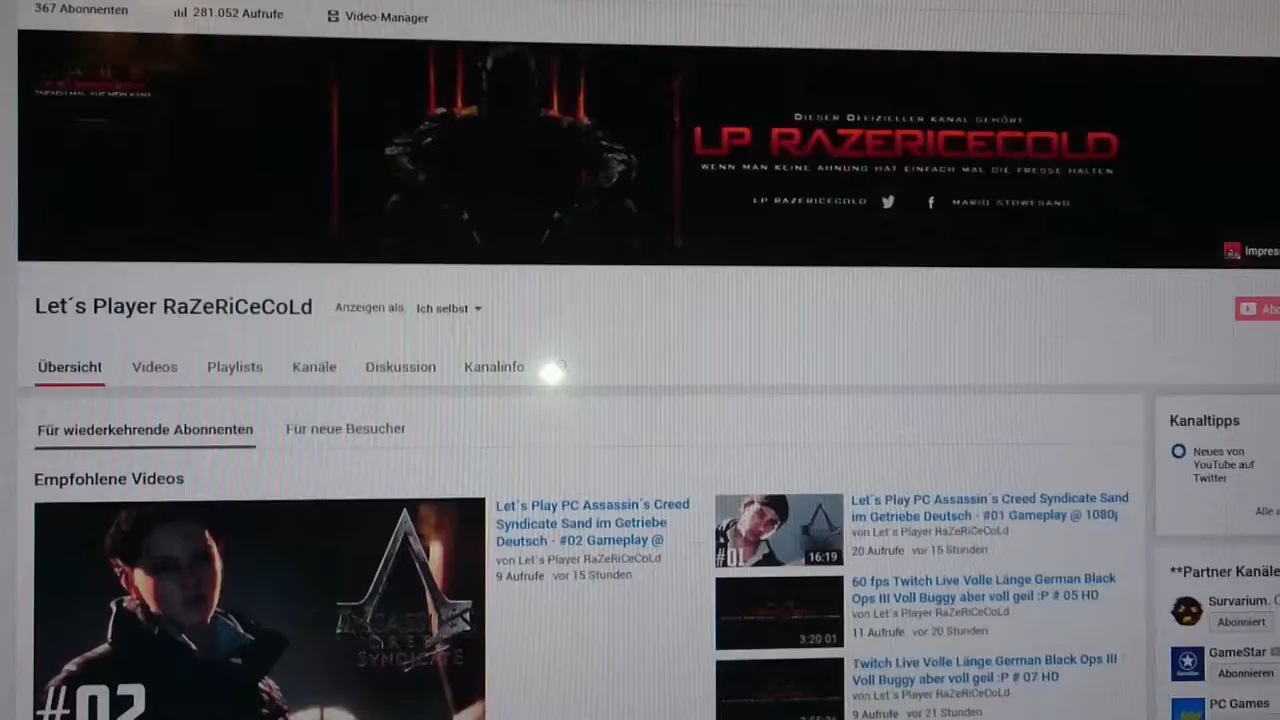 367 Abonnenten
281.052 Aufrufe
Video-Manager
DIESER OFFIZIELLER KANAL GEHÖRT
LP RAZERICECOLD
WENN MAN KEINE AHNUNG HAT EINFACH MAL DIE FRESSE HALTEN
LP RAZERICECOLD
MARIO STOWESAND
Impres
Let´s Player RaZeRiCeCoLd
Anzeigen als
Ich selbst
Abo
Übersicht
Videos
Playlists
Kanäle
Diskussion
Kanalinfo
Für wiederkehrende Abonnenten
Für neue Besucher
Empfohlene Videos
#02
SYNDICATE
Let´s Play PC Assassin´s Creed
Syndicate Sand im Getriebe
Deutsch - #02 Gameplay @
von Let´s Player RaZeRiCeCoLd
9 Aufrufe vor 15 Stunden
#01
16:19
Let´s Play PC Assassin´s Creed Syndicate Sand
im Getriebe Deutsch - #01 Gameplay @ 1080p
von Let´s Player RaZeRiCeCoLd
20 Aufrufe vor 15 Stunden
3:20:01
60 fps Twitch Live Volle Länge German Black
Ops III Voll Buggy aber voll geil :P # 05 HD
von Let´s Player RaZeRiCeCoLd
11 Aufrufe vor 20 Stunden
Twitch Live Volle Länge German Black Ops III
Voll Buggy aber voll geil :P # 07 HD
von Let´s Player RaZeRiCeCoLd
9 Aufrufe vor 21 Stunden
Kanaltipps
Neues von
YouTube auf
Twitter
Alle a
**Partner Kanäle
Survarium.
Abonniert
GameStar
Abonnieren
PC Games